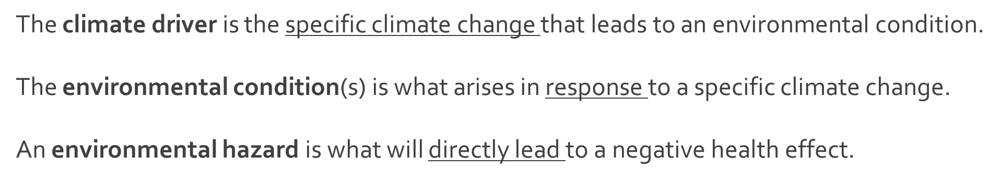 The climate driver is the specific climate change that leads to an environmental condition.
The environmental condition(s) is what arises in response to a specific climate change.
An environmental hazard is what will directly lead to a negative health effect.